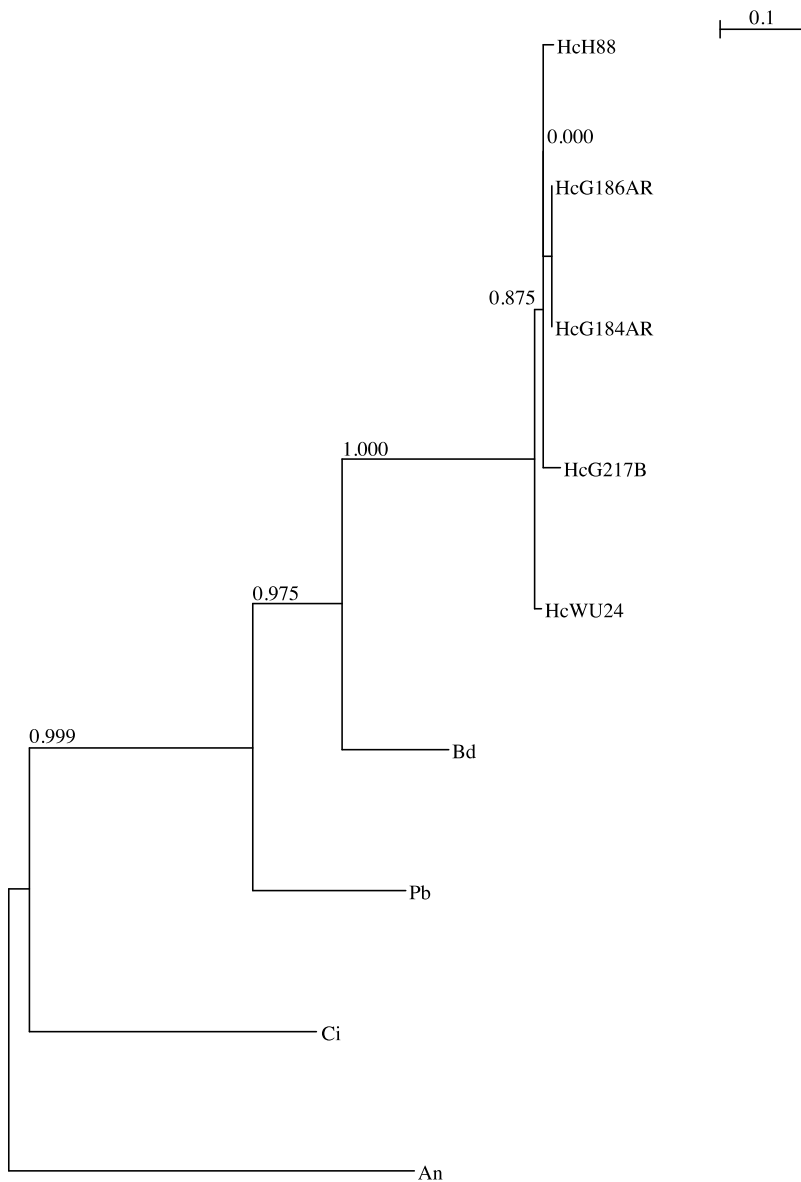 0.1
HcH88
0.000
HcG186AR
0.875
HcG184AR
1.000
HcG217B
0.975
HcWU24
0.999
Bd
Pb
Ci
An